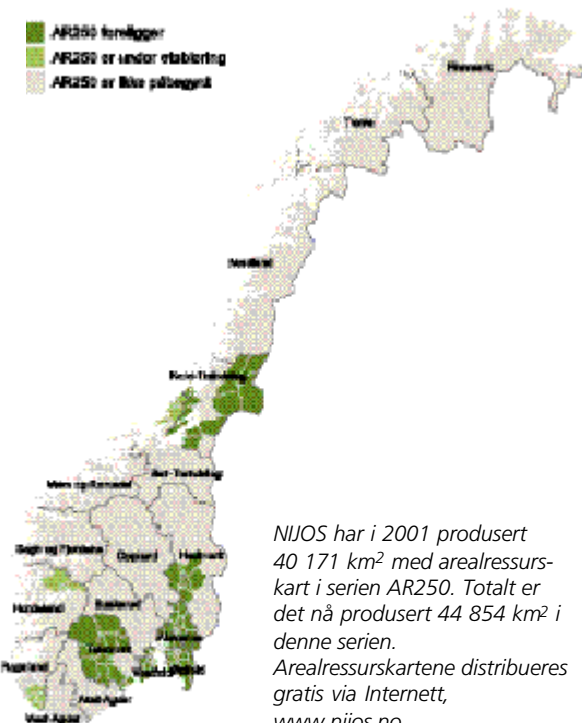 AR250 foreligger
AR250 er under etablering
AR250 er ikke påbegynt
Finnmark
Troms
Nordland
Nord-Trøndelag
Sør-Trøndelag
Møre og Romsdal
Sogn og Fjordane
Oppland
Hedmark
Hordaland
Buskerud
Akershus
Telemark
Rogaland
Vestfold
Østfold
Aust-Agder
Vest-Agder
NIJOS har i 2001 produsert
40 171 km² med arealressurs-
kart i serien AR250. Totalt er
det nå produsert 44 854 km² i
denne serien.
Arealressurskartene distribueres
gratis via Internett,
www.nijos.no